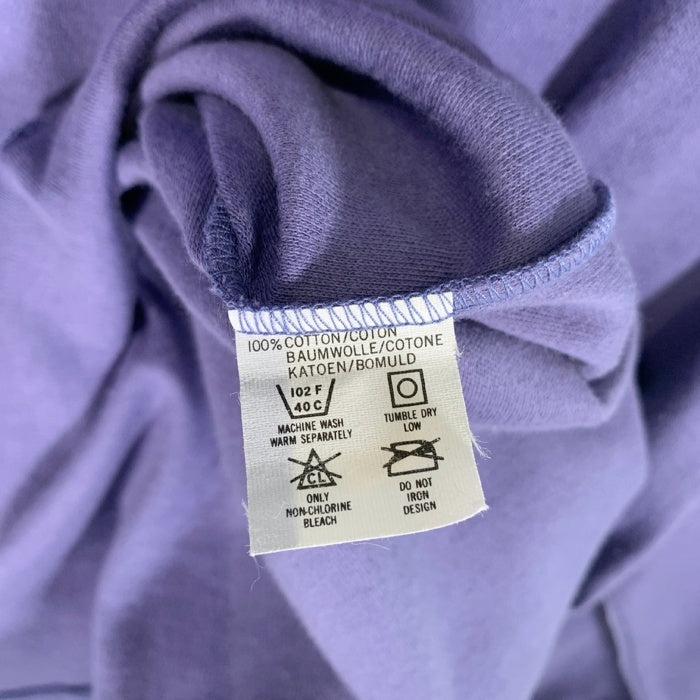 100% COTTON/COTON
BAUMWOLLE/COTONE
KATOEN/BOMULD
102 F
40 C
MACHINE WASH
WARM SEPARATELY
TUMBLE DRY
LOW
CL
ONLY
NON-CHLORINE
BLEACH
DO NOT
IRON
DESIGN